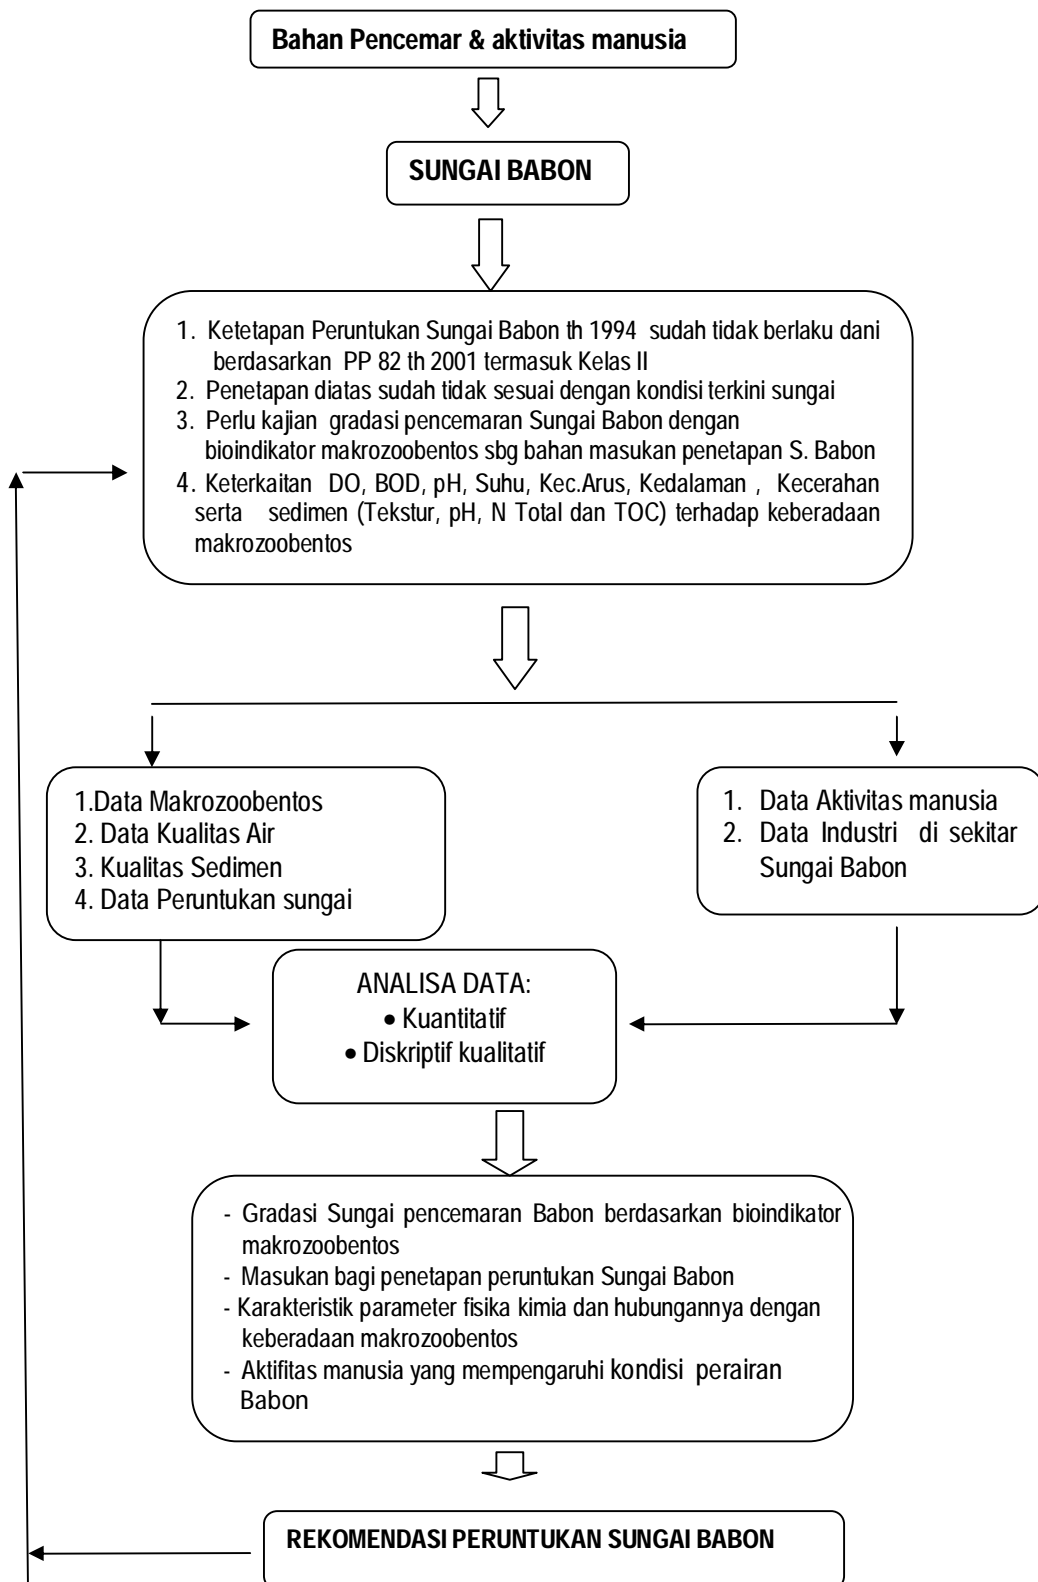 Bahan Pencemar & aktivitas manusia
SUNGAI BABON
1. Ketetapan Peruntukan Sungai Babon th 1994 sudah tidak berlaku dani
berdasarkan PP 82 th 2001 termasuk Kelas II
2. Penetapan diatas sudah tidak sesuai dengan kondisi terkini sungai
3. Perlu kajian gradasi pencemaran Sungai Babon dengan
bioindikator makrozoobentos sbg bahan masukan penetapan S. Babon
4. Keterkaitan DO, BOD, pH, Suhu, Kec.Arus, Kedalaman , Kecerahan
serta sedimen (Tekstur, pH, N Total dan TOC) terhadap keberadaan
makrozoobentos
1.Data Makrozoobentos
2. Data Kualitas Air
3. Kualitas Sedimen
4. Data Peruntukan sungai
1. Data Aktivitas manusia
2. Data Industri di sekitar
Sungai Babon
ANALISA DATA:
• Kuantitatif
• Diskriptif kualitatif
- Gradasi Sungai pencemaran Babon berdasarkan bioindikator
makrozoobentos
- Masukan bagi penetapan peruntukan Sungai Babon
- Karakteristik parameter fisika kimia dan hubungannya dengan
keberadaan makrozoobentos
- Aktifitas manusia yang mempengaruhi kondisi perairan
Babon
REKOMENDASI PERUNTUKAN SUNGAI BABON